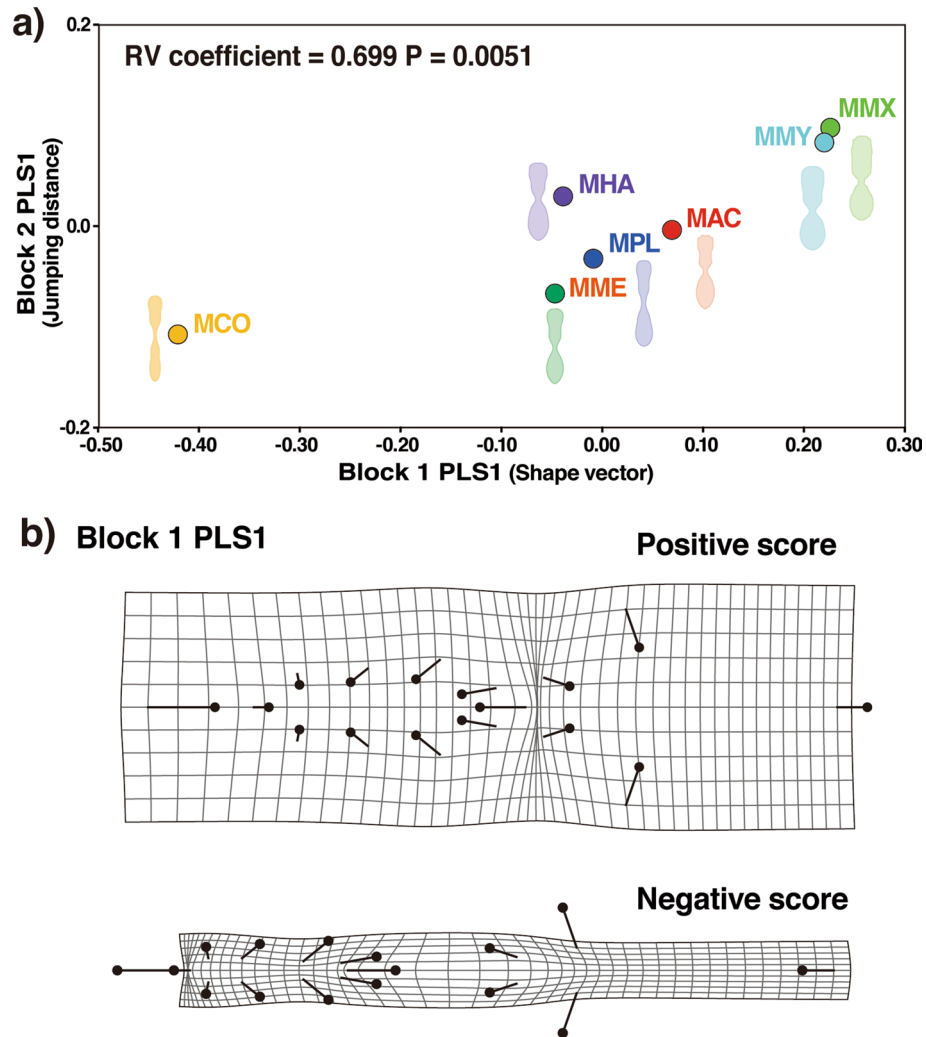 a)
RV coefficient = 0.699 P = 0.0051
0.2
0.0
-0.2
Block 2 PLS1
(Jumping distance)
MMX
MMY
MHA
MAC
MPL
MME
MCO
-0.50 -0.40 -0.30 -0.20 -0.10 0.00 0.10 0.20 0.30
Block 1 PLS1 (Shape vector)
b) Block 1 PLS1
Positive score
Negative score